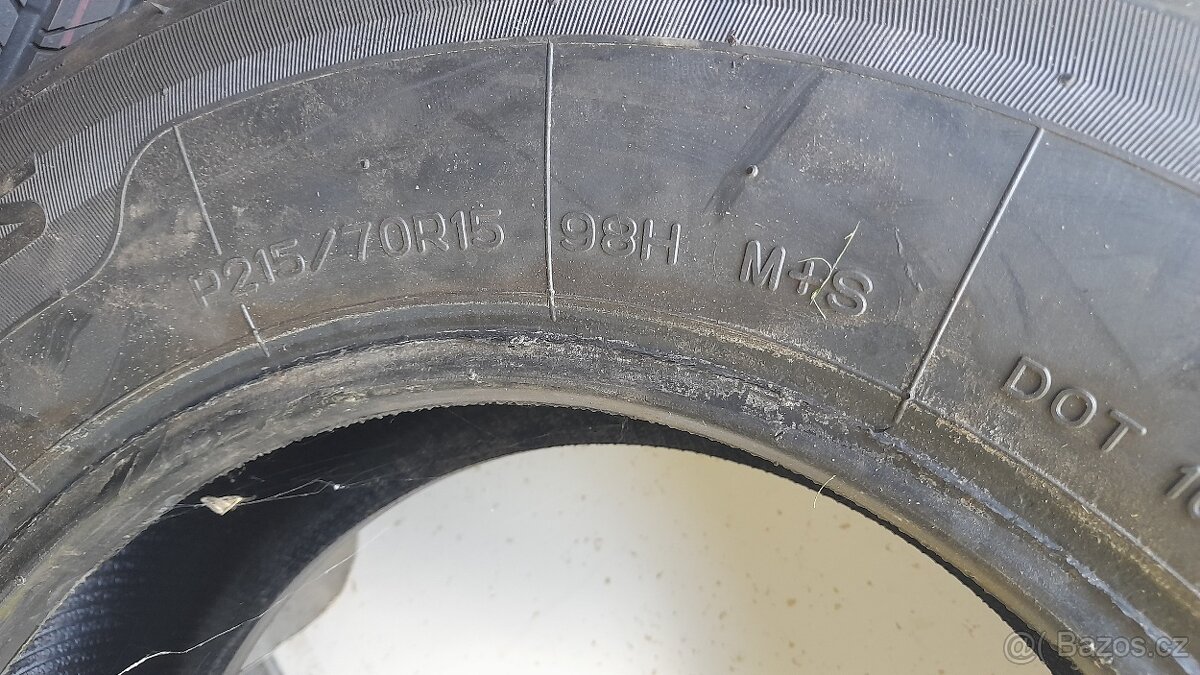 P215/70R15 98H M+S
DOT
@ Bazos.cz